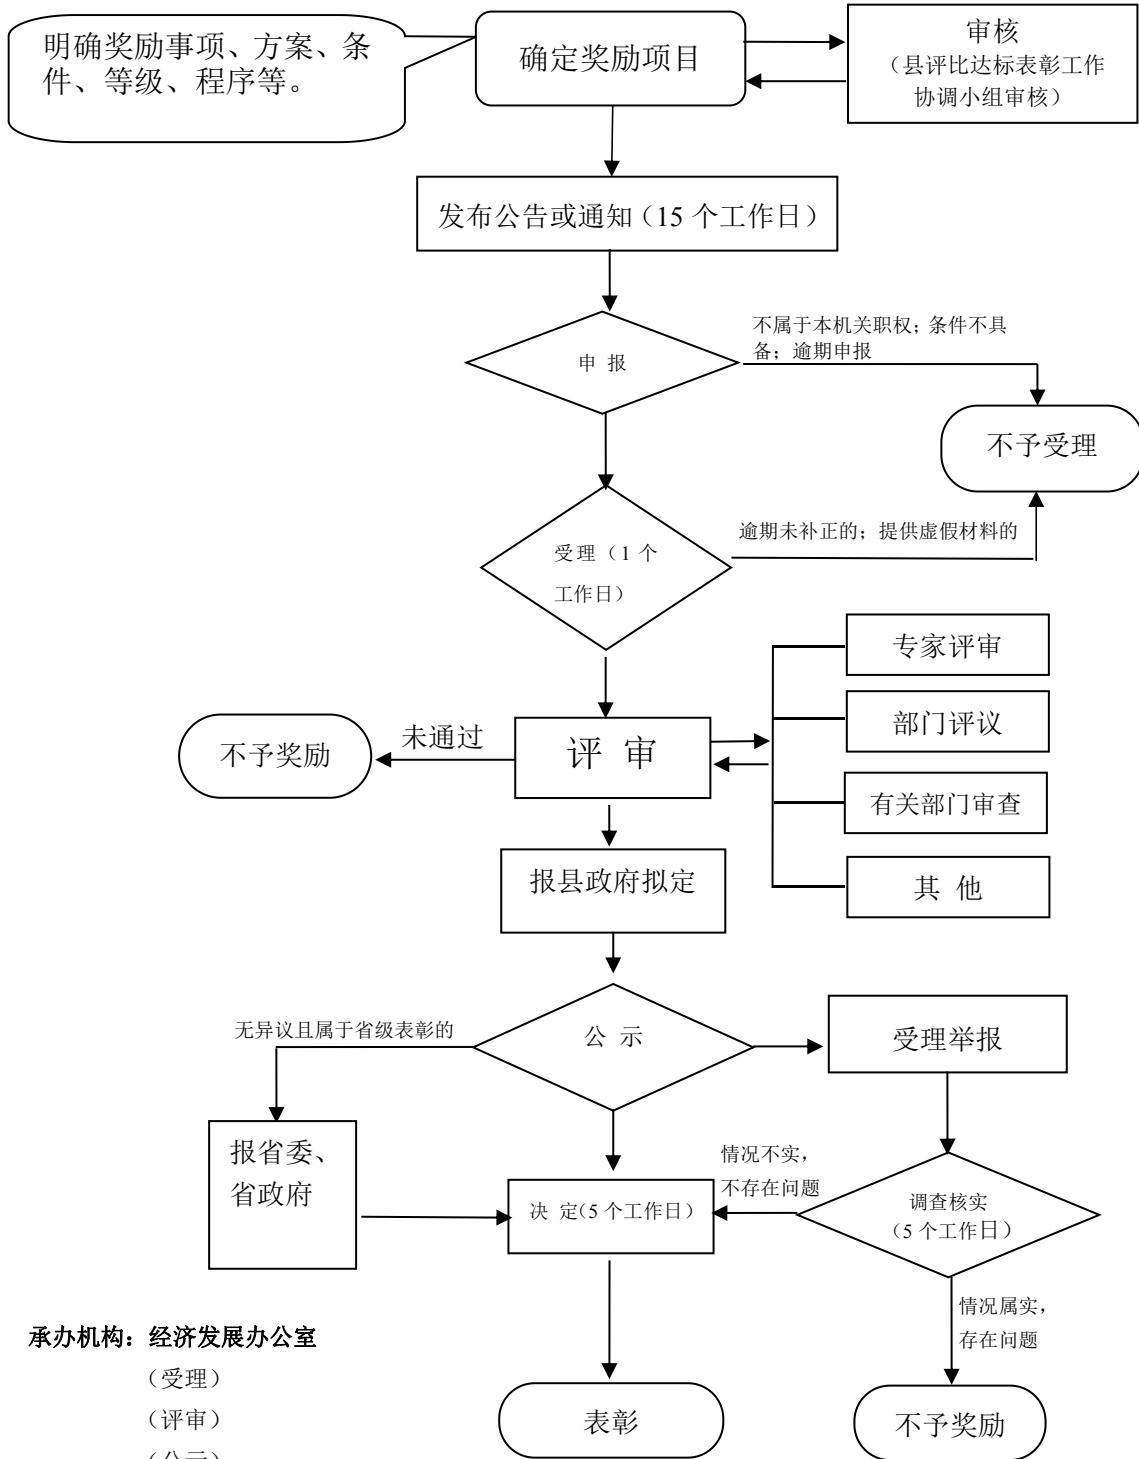 明确奖励事项、方案、条
件、等级、程序等。
确定奖励项目
审核
（县评比达标表彰工作
协调小组审核）
发布公告或通知（15 个工作日）
申 报
不属于本机关职权；条件不具
备；逾期申报
不予受理
受理（1 个
工作日）
逾期未补正的；提供虚假材料的
专家评审
部门评议
有关部门审查
其 他
评 审
未通过
不予奖励
报县政府拟定
公 示
无异议且属于省级表彰的
受理举报
报省委、
省政府
决 定（5 个工作日）
情况不实，
不存在问题
调查核实
（5 个工作日）
情况属实，
存在问题
表彰
不予奖励
承办机构：经济发展办公室
（受理）
（评审）
（公示）